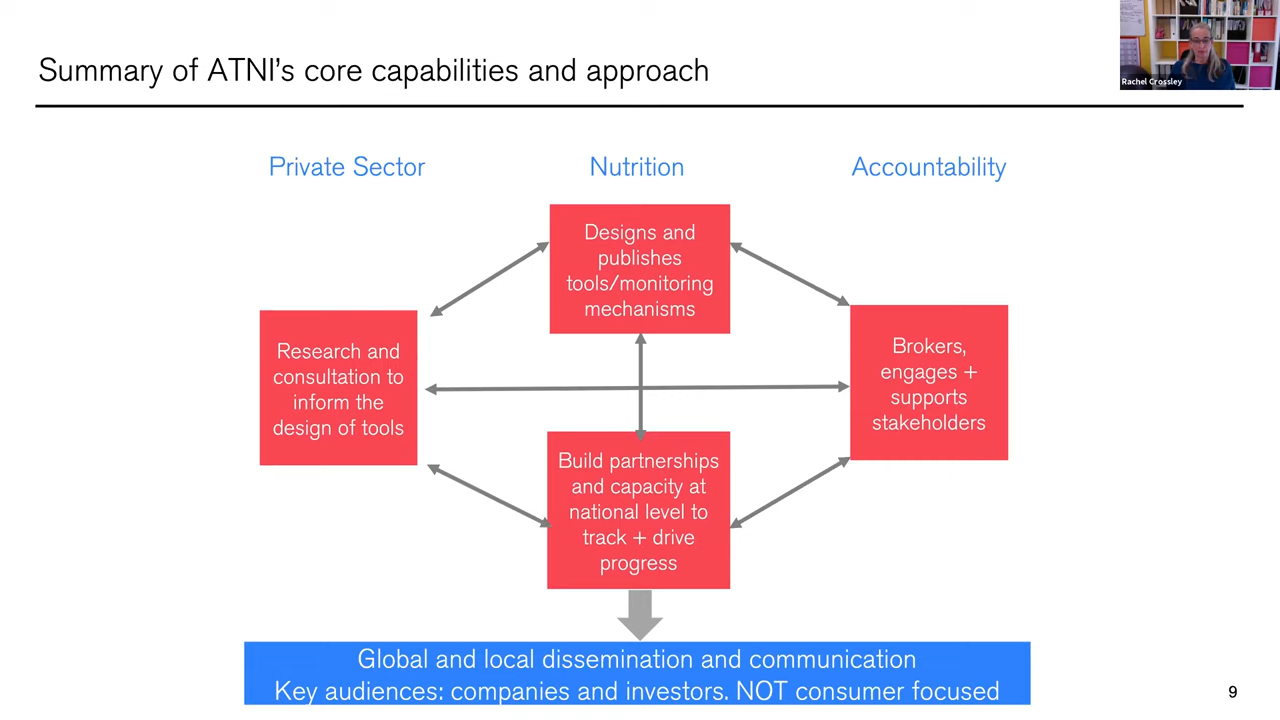 Summary of ATNI's core capabilities and approach
Rachel Crossley
Private Sector
Nutrition
Accountability
Designs and
publishes
tools/monitoring
mechanisms
Research and
consultation to
inform the
design of tools
Brokers,
engages +
supports
stakeholders
Build partnerships
and capacity at
national level to
track + drive
progress
Global and local dissemination and communication
Key audiences: companies and investors. NOT consumer focused
9